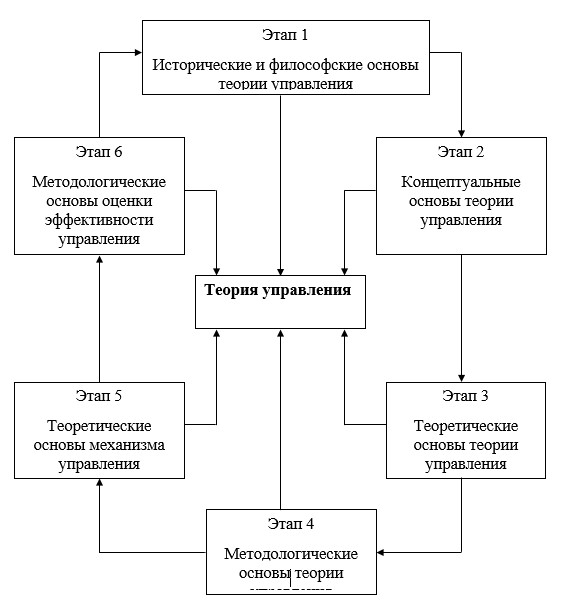 Этап 1
Исторические и философские основы
теории управления
Этап 6
Методологические
основы оценки
эффективности
управления
Этап 2
Концептуальные
основы теории
управления
Теория управления
Этап 5
Теоретические
основы механизма
управления
Этап 3
Теоретические
основы теории
управления
Этап 4
Методологические
основы теории